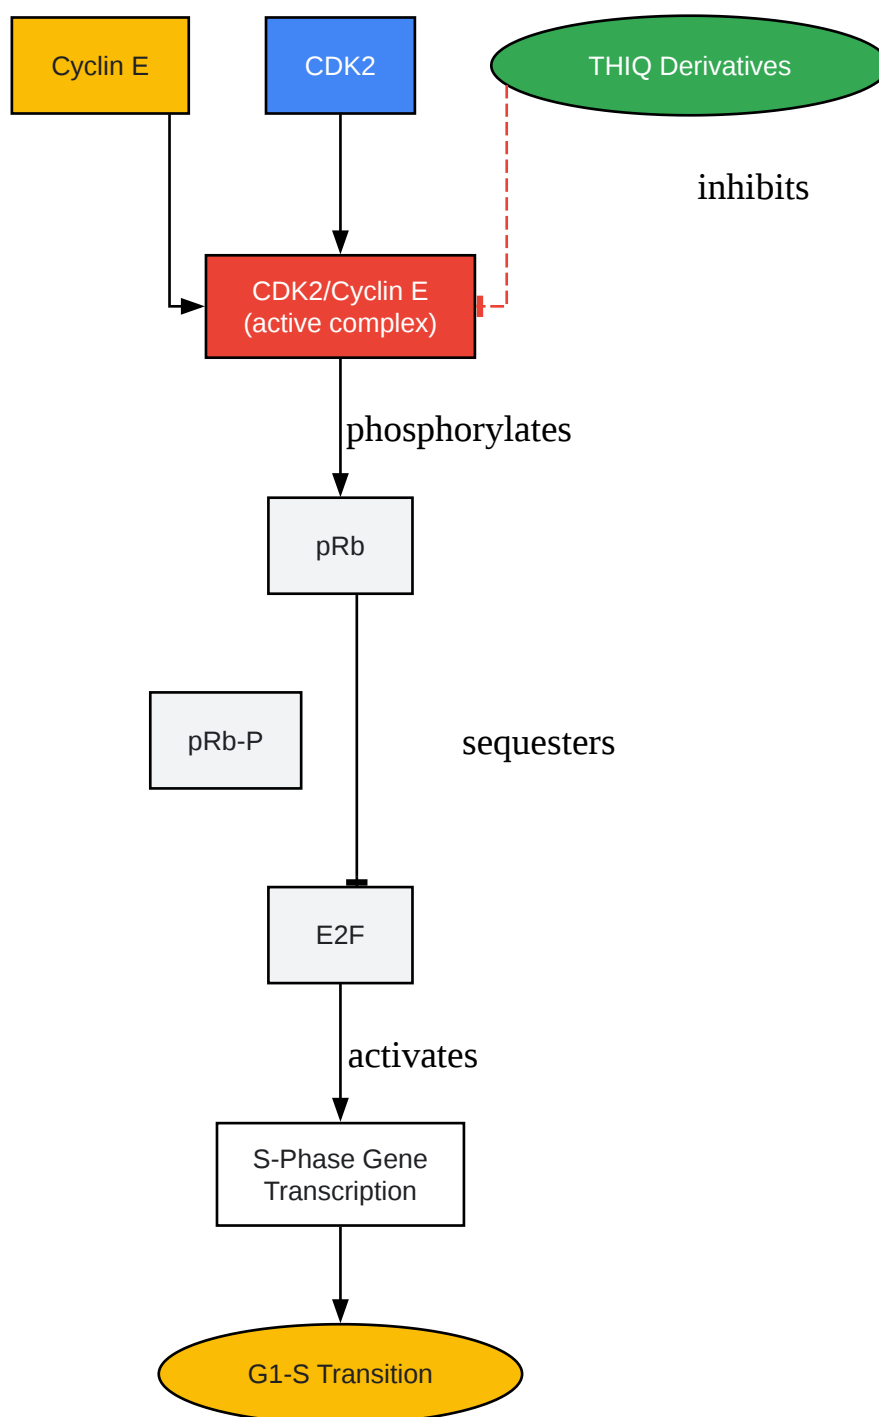 Cyclin E
CDK2
THIQ Derivatives
inhibits
CDK2/Cyclin E
(active complex)
phosphorylates
pRb
pRb-P
sequesters
E2F
activates
S-Phase Gene
Transcription
G1-S Transition